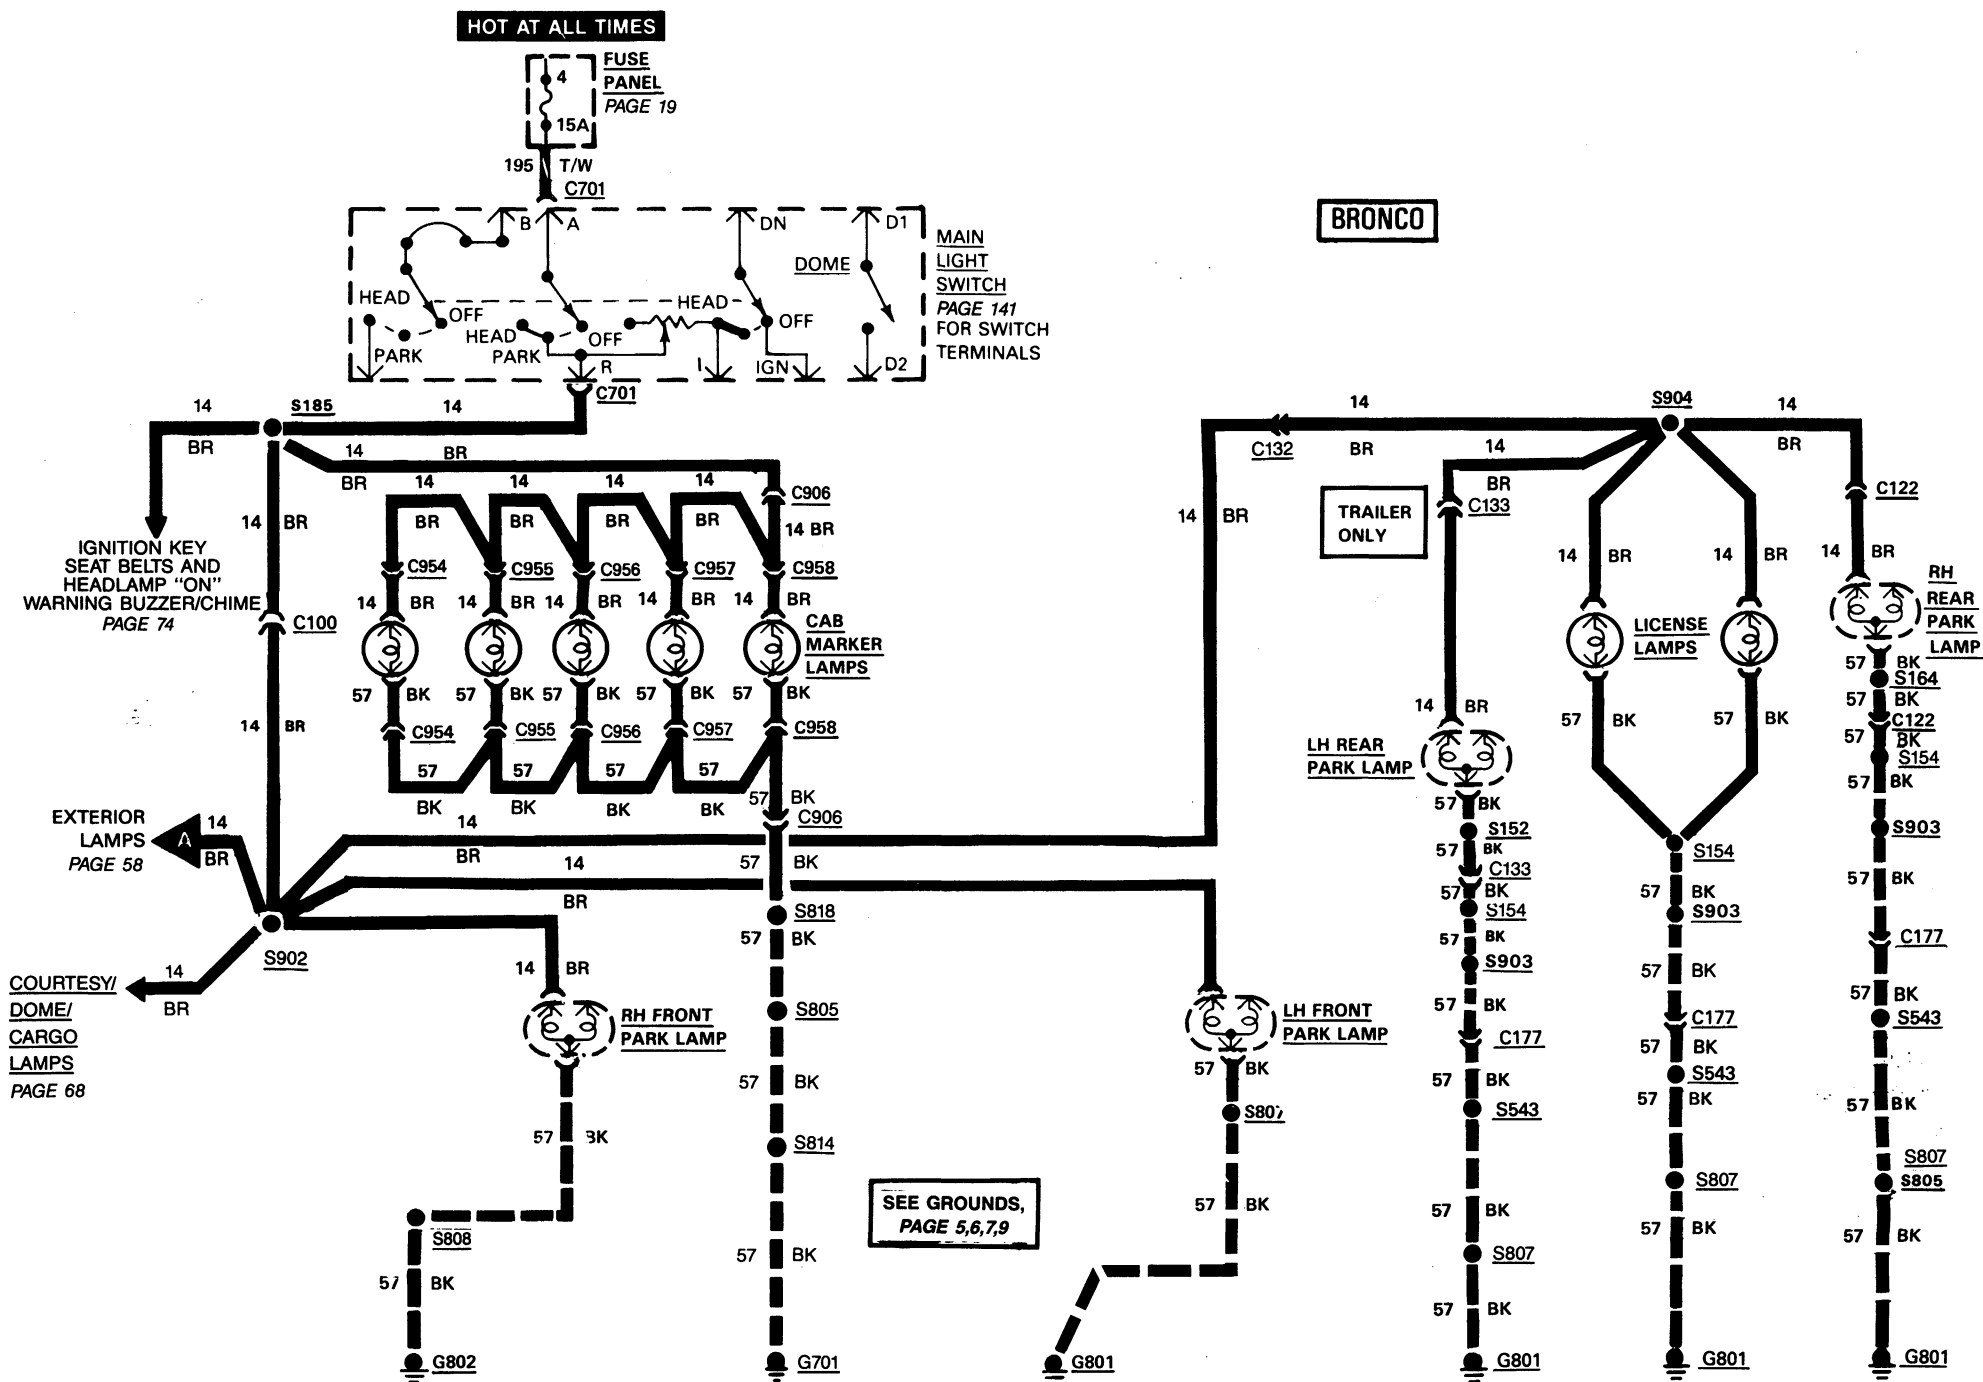 HOT AT ALL TIMES
FUSE
PANEL
PAGE 19
4
15A
195 T/W
C701
B A DN D1
MAIN
LIGHT
SWITCH
PAGE 141
FOR SWITCH
TERMINALS
DOME
HEAD OFF
PARK
HEAD OFF
PARK
HEAD OFF
R I IGN D2
C701
BRONCO
14 S185 14
BR BR
14
BR
IGNITION KEY
SEAT BELTS AND
HEADLAMP "ON"
WARNING BUZZER/CHIME
PAGE 74
14 BR
C100
14 BR
C906
14 BR
14 14 14 14
BR BR BR BR
C954 C955 C956 C957 C958
14 BR 14 BR 14 BR 14 BR 14 BR
CAB
MARKER
LAMPS
57 BK 57 BK 57 BK 57 BK 57 BK
C954 C955 C956 C957 C958
57 57 57 57
BK BK BK BK
57 BK
C906
57 BK
S818
57 BK
S805
57 BK
S814
57 BK
G701
EXTERIOR
LAMPS
PAGE 58
A
14
BR
14
BR
14
BR
S902
COURTESY/
DOME/
CARGO
LAMPS
PAGE 68
14
BR
14 BR
RH FRONT
PARK LAMP
57 BK
S808
57 BK
G802
14 BR
C132
14
BR
LH FRONT
PARK LAMP
57 BK
S807
57 BK
G801
SEE GROUNDS,
PAGE 5,6,7,9
S904
14
BR
C133
TRAILER
ONLY
14 BR
LH REAR
PARK LAMP
57 BK
S152
57 BK
C133
57 BK
S154
57 BK
S903
57 BK
C177
57 BK
S543
57 BK
S807
57 BK
G801
14 BR
14 BR
LICENSE
LAMPS
57 BK
57 BK
S154
57 BK
S903
57 BK
C177
57 BK
S543
57 BK
S807
57 BK
G801
14
BR
C122
14 BR
RH
REAR
PARK
LAMP
57 BK
S164
57 BK
C122
57 BK
S154
57 BK
S903
57 BK
C177
57 BK
S543
57 BK
S807
S805
57 BK
G801